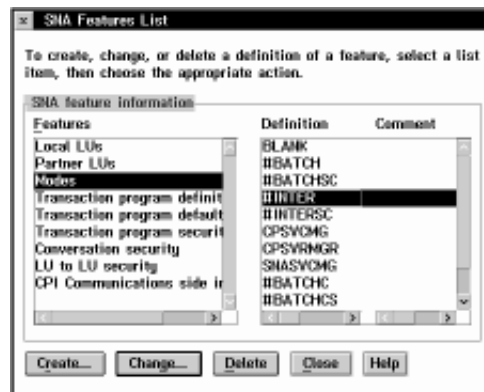 SNA Features List
To create, change, or delete a definition of a feature, select a list
item, then choose the appropriate action.
SNA feature information
Features
Local LUs
Partner LUs
Modes
Transaction program definit
Transaction program default
Transaction program securit
Conversation security
LU to LU security
CPI Communications side in
Definition Comment
BLANK
#BATCH
#BATCHSC
#INTER
#INTERSC
CPSVCMG
CPSVRMGR
SNASVCMG
#BATCHC
#BATCHCS
Create... Change... Delete Close Help